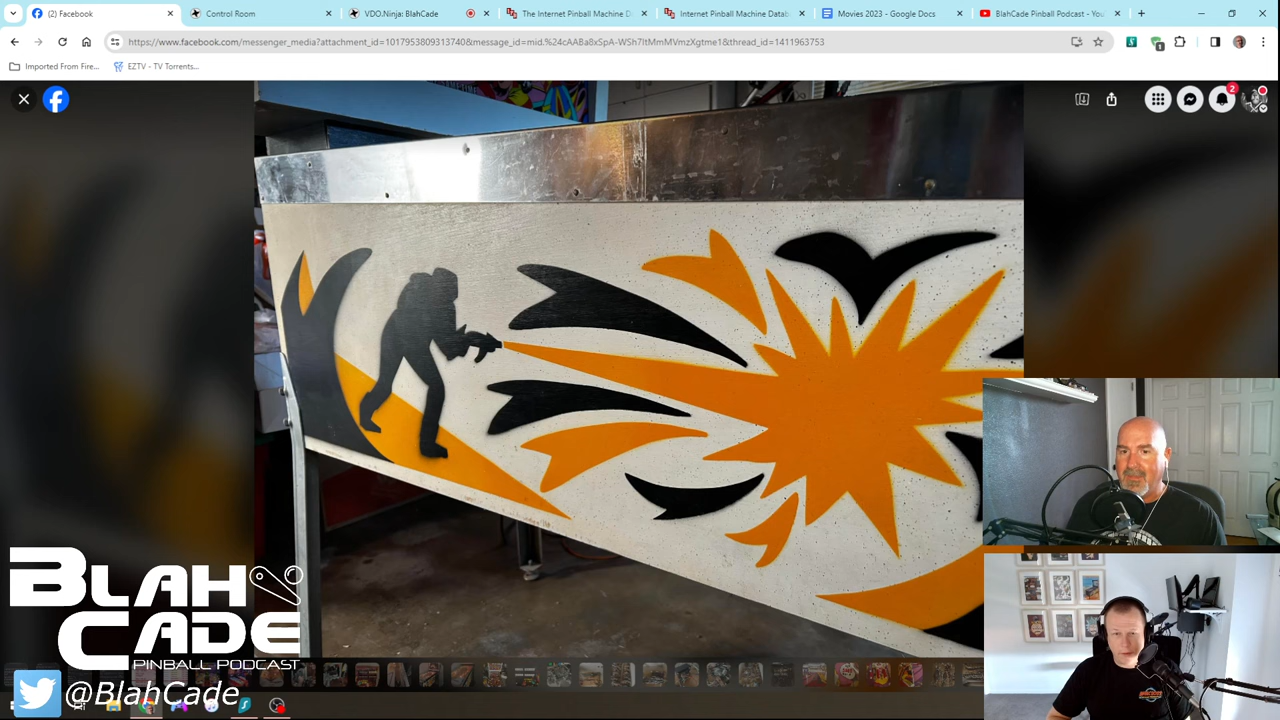 (2) Facebook
Control Room
VDO.Ninja: BlahCade
The Internet Pinball Machine D
Internet Pinball Machine Datab
Movies 2023 - Google Docs
BlahCade Pinball Podcast - You
https://www.facebook.com/messenger_media?attachment_id=1017953809313740&message_id=mid.%24cAABa8xSpA-WSh7ItMmMVmzXgtme1&thread_id=1411963753
Imported From Fire...
EZTV - TV Torrents...
2
BLAHCADE
PINBALL PODCAST
@BlahCade